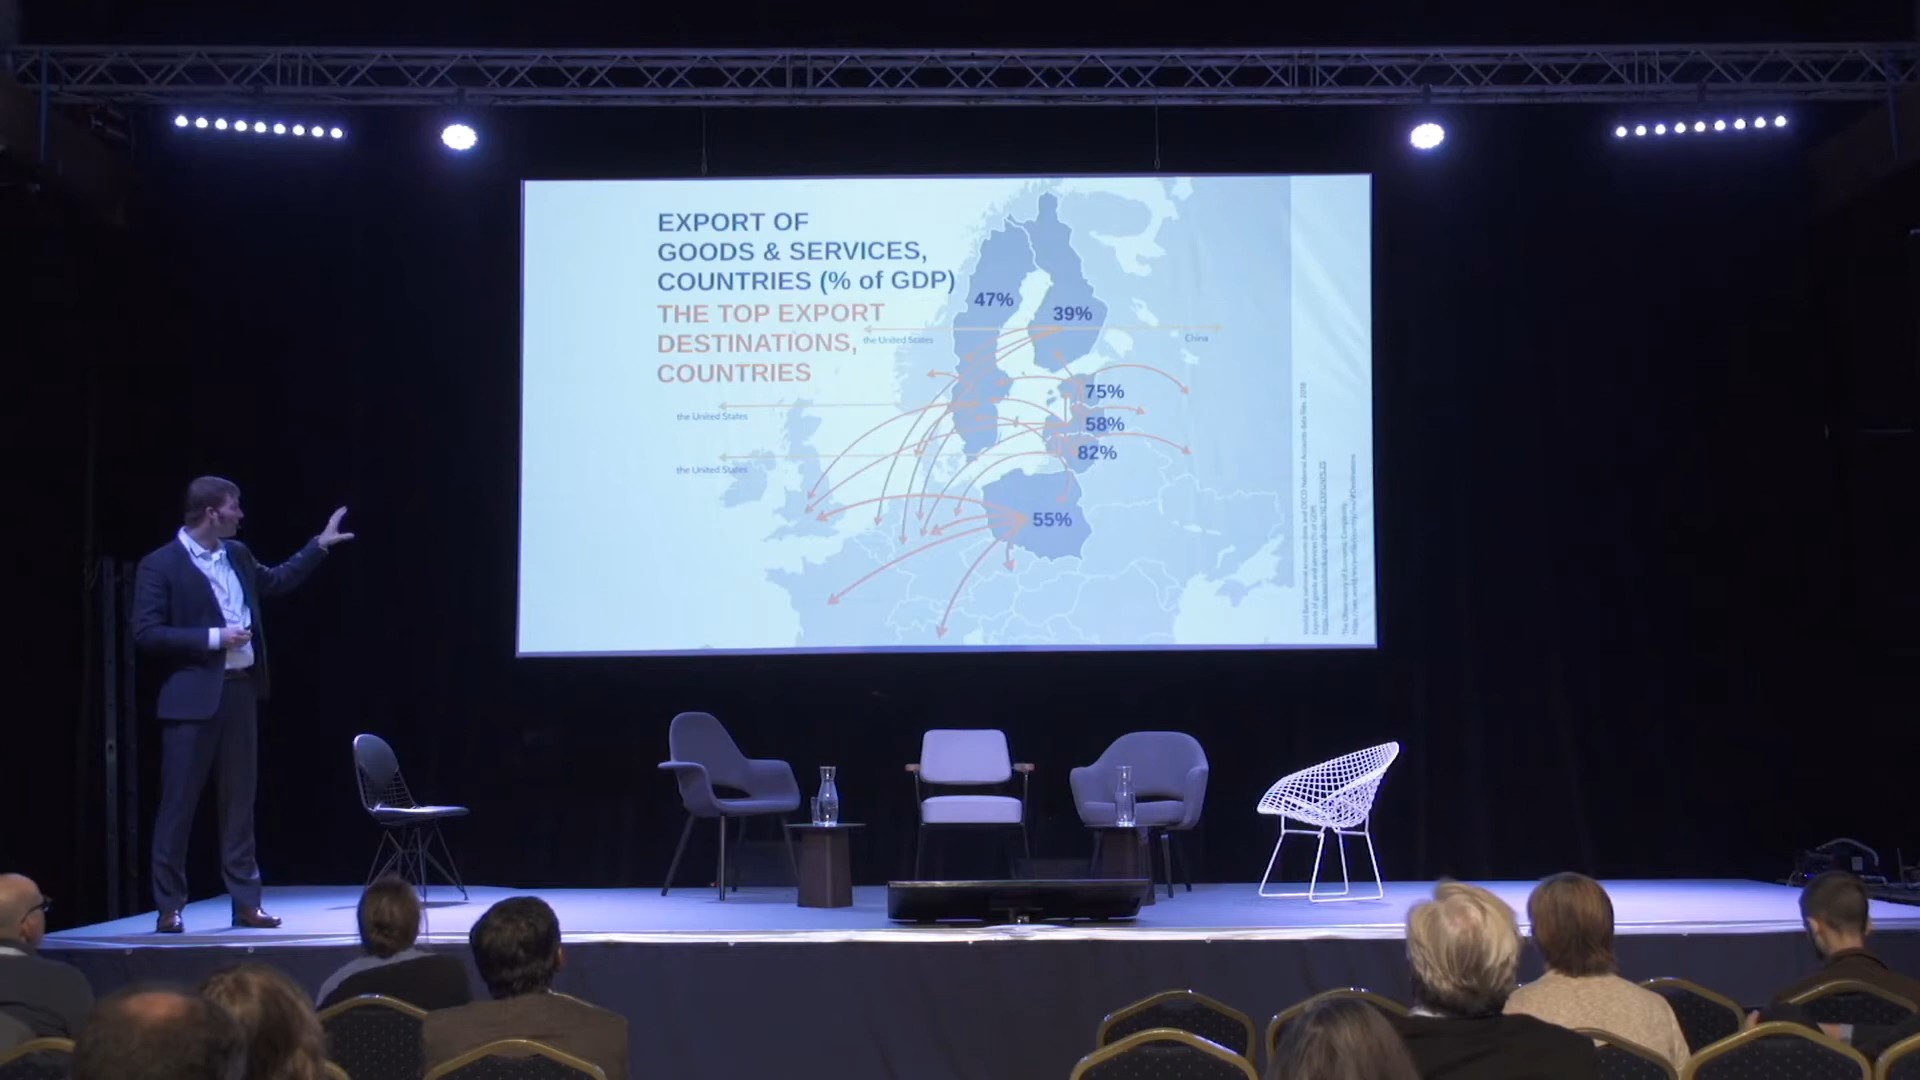 EXPORT OF
GOODS & SERVICES,
COUNTRIES (% of GDP)
THE TOP EXPORT
DESTINATIONS,
COUNTRIES
47%
39%
the United States
China
75%
the United States
58%
82%
the United States
55%